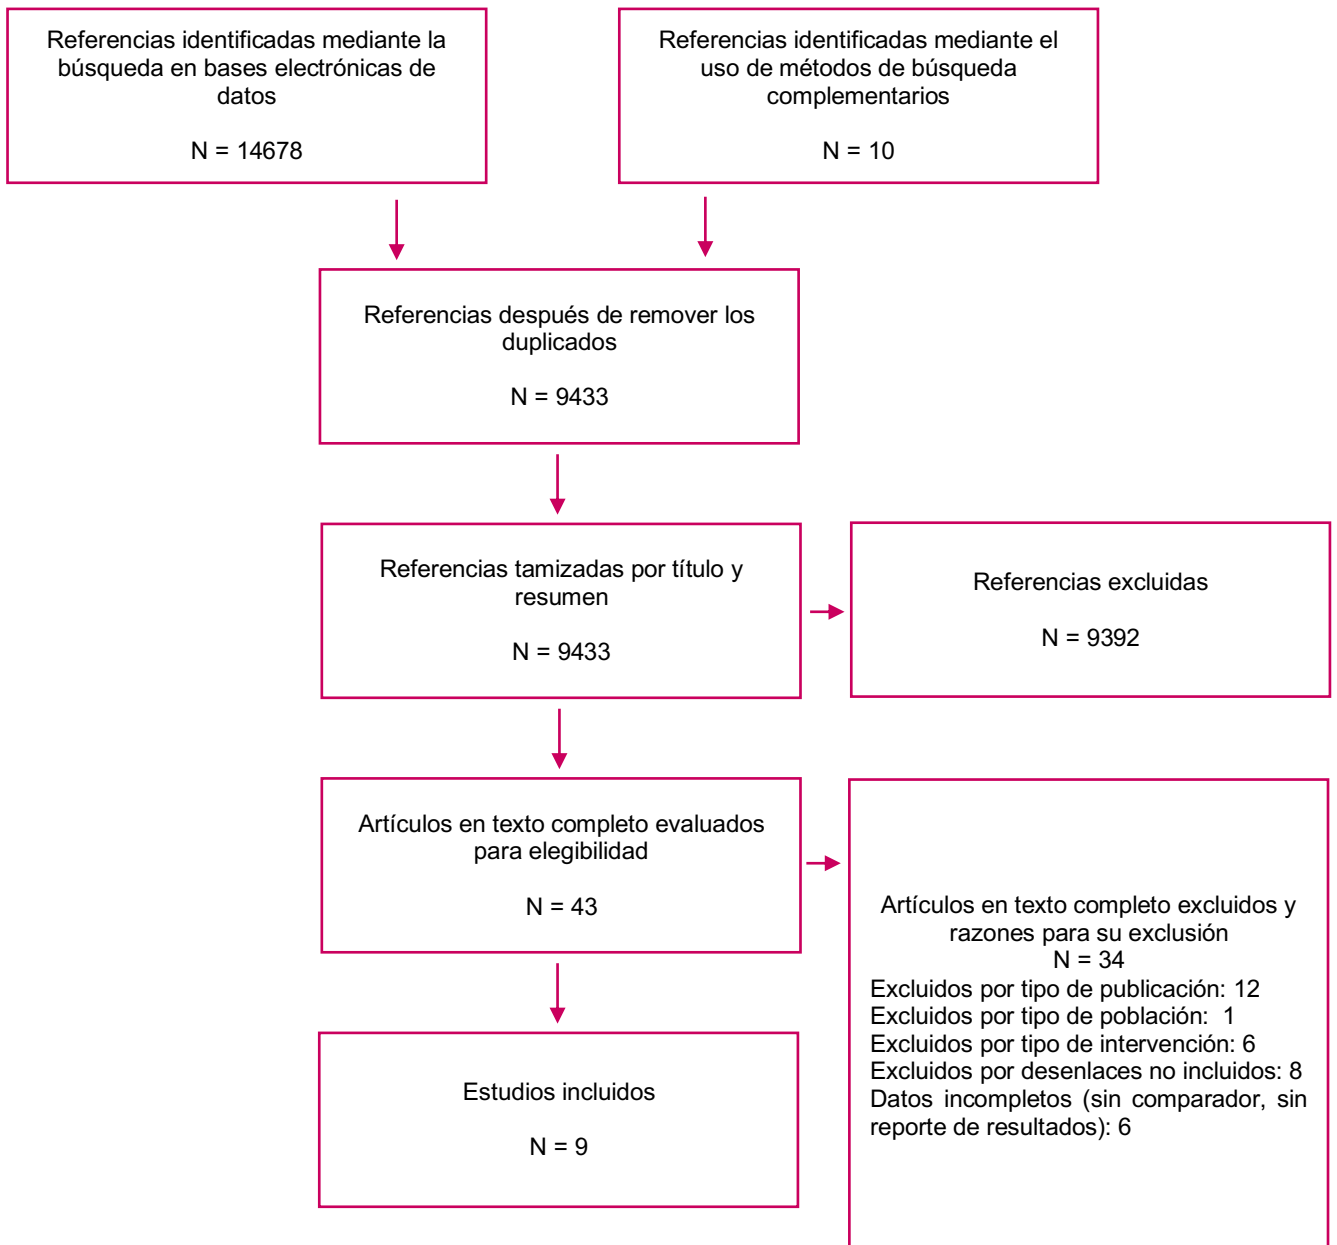 Referencias identificadas mediante la
búsqueda en bases electrónicas de
datos
N = 14678
Referencias identificadas mediante el
uso de métodos de búsqueda
complementarios
N = 10
Referencias después de remover los
duplicados
N = 9433
Referencias tamizadas por título y
resumen
N = 9433
Referencias excluidas
N = 9392
Artículos en texto completo evaluados
para elegibilidad
N = 43
Artículos en texto completo excluidos y
razones para su exclusión
N = 34
Excluidos por tipo de publicación: 12
Excluidos por tipo de población: 1
Excluidos por tipo de intervención: 6
Excluidos por desenlaces no incluidos: 8
Datos incompletos (sin comparador, sin
reporte de resultados): 6
Estudios incluidos
N = 9